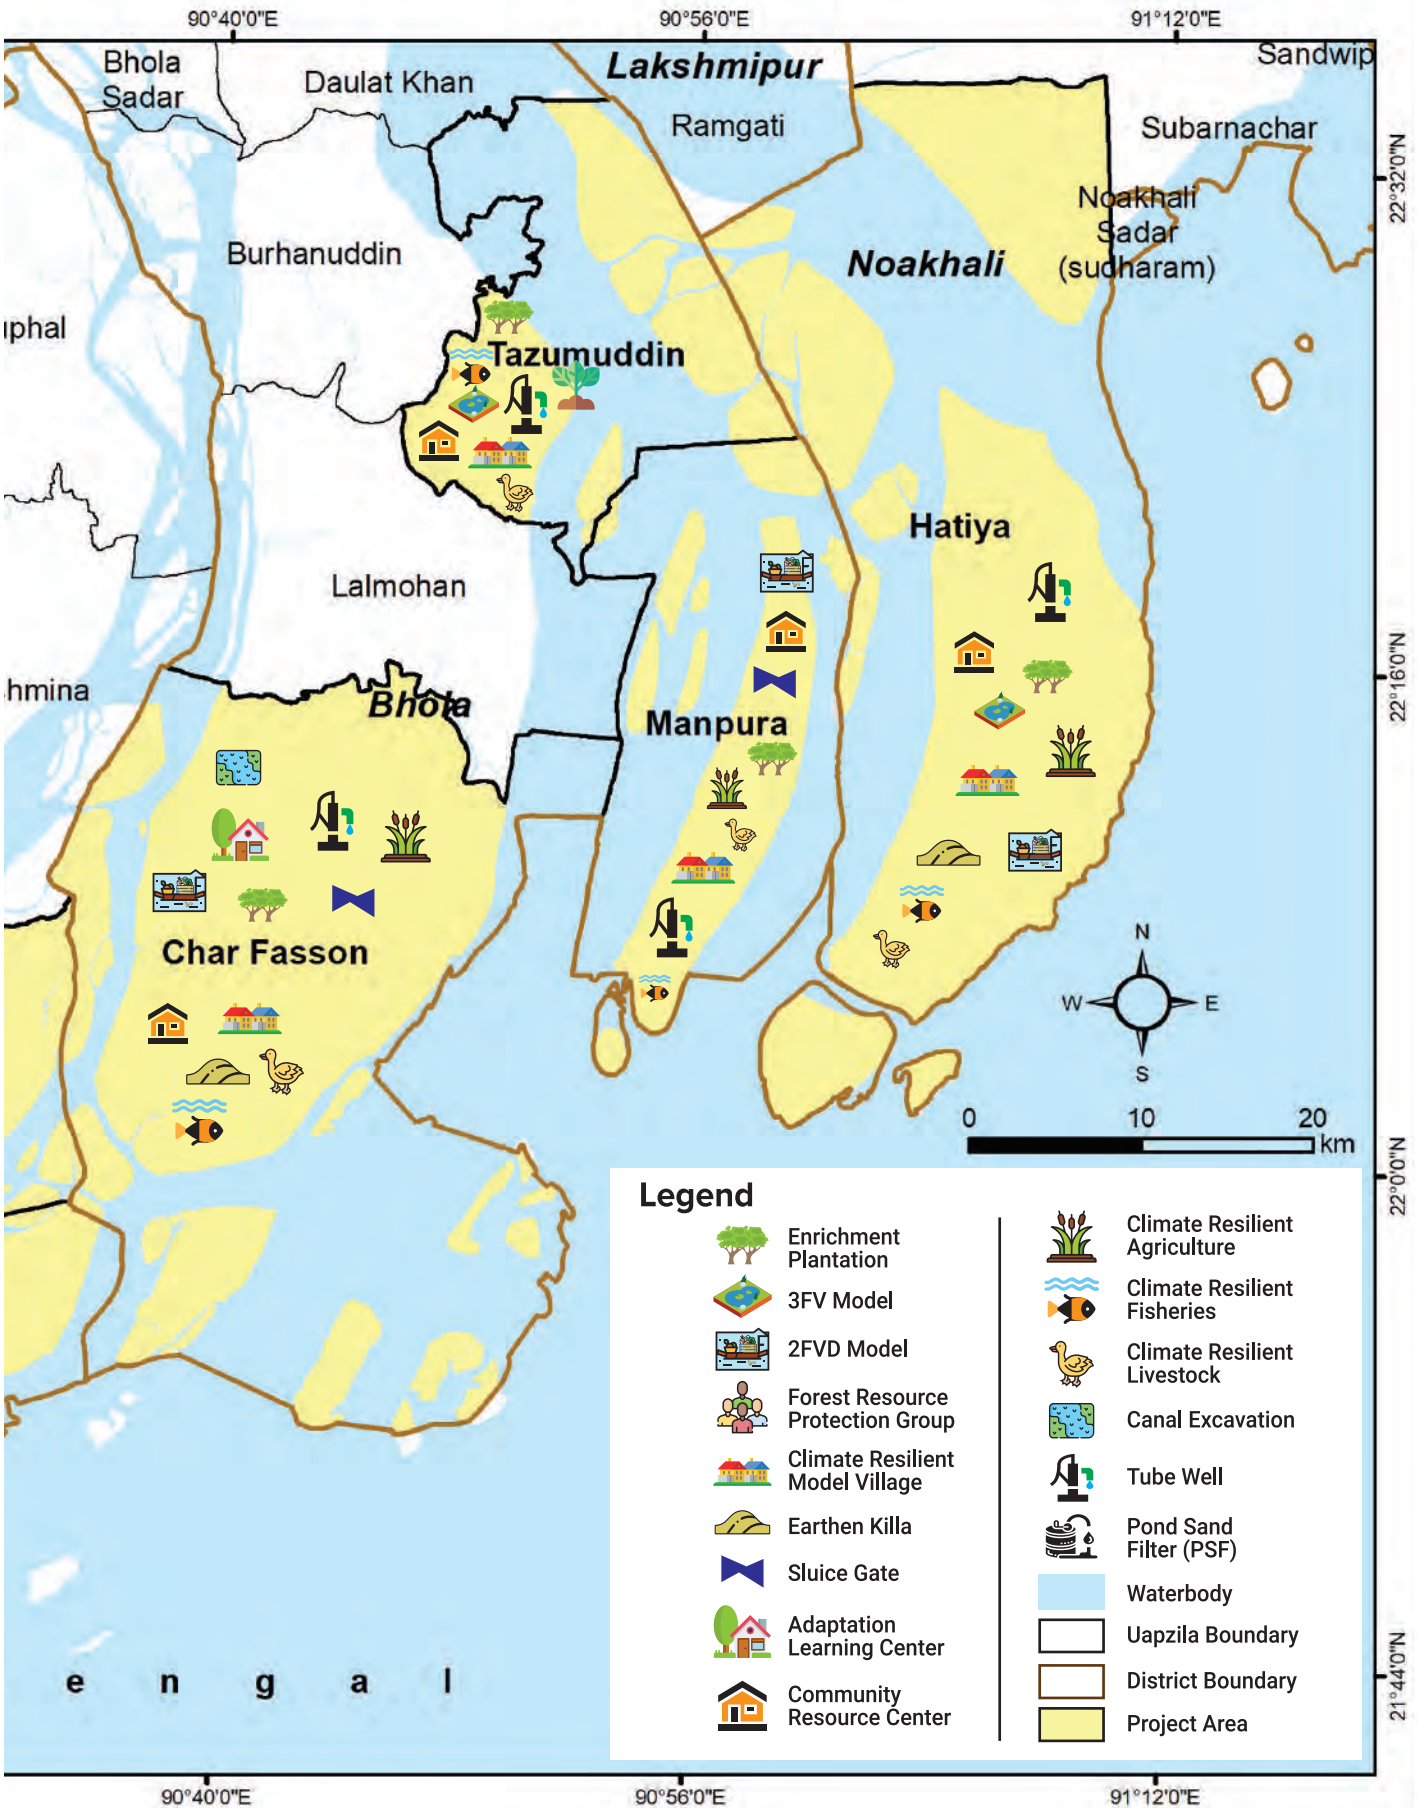 90°40'0"E
90°56'0"E
91°12'0"E
Bhola
Sadar
Daulat Khan
Lakshmipur
Ramgati
Sandwip
Subarnachar
22°32'0"N
Noakhali
Sadar
(sudharam)
Burhanuddin
Noakhali
Tazumuddin
Hatiya
Lalmohan
22°16'0"N
Bhola
Manpura
Char Fasson
N
W
E
S
0
10
20
km
22°0'0"N
Legend
Enrichment
Plantation
3FV Model
2FVD Model
Forest Resource
Protection Group
Climate Resilient
Model Village
Earthen Killa
Sluice Gate
Adaptation
Learning Center
Community
Resource Center
Climate Resilient
Agriculture
Climate Resilient
Fisheries
Climate Resilient
Livestock
Canal Excavation
Tube Well
Pond Sand
Filter (PSF)
Waterbody
Uapzila Boundary
District Boundary
Project Area
e n g a l
21°44'0"N
90°40'0"E
90°56'0"E
91°12'0"E